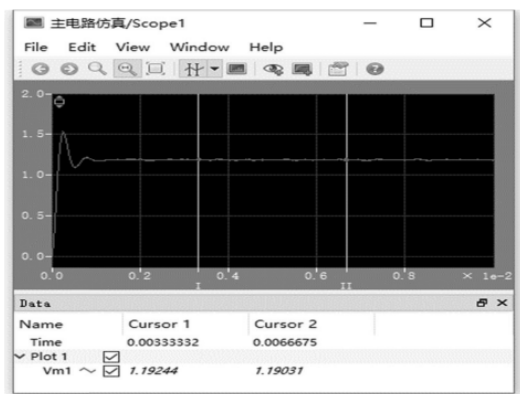 主电路仿真/Scope1
File Edit View Window Help
2.0
1.5
1.0
0.5
0.0
0.0 0.2 0.4 0.6 0.8 × 1e-2
I II
Data
Name Cursor 1 Cursor 2
Time 0.00333332 0.0066675
Plot 1
Vm1 1.19244 1.19031